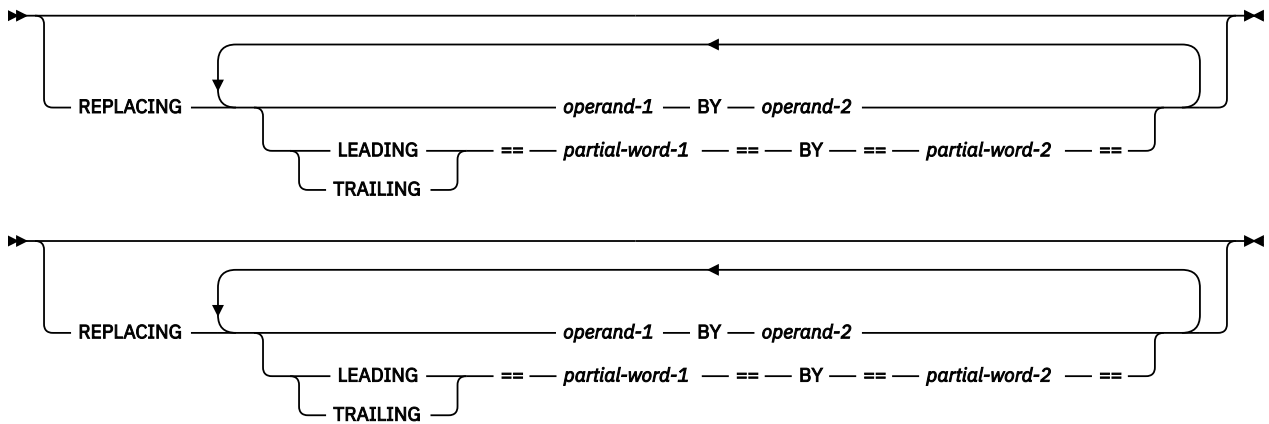 REPLACING operand-1 BY operand-2
LEADING == partial-word-1 == BY == partial-word-2 ==
TRAILING
REPLACING operand-1 BY operand-2
LEADING == partial-word-1 == BY == partial-word-2 ==
TRAILING